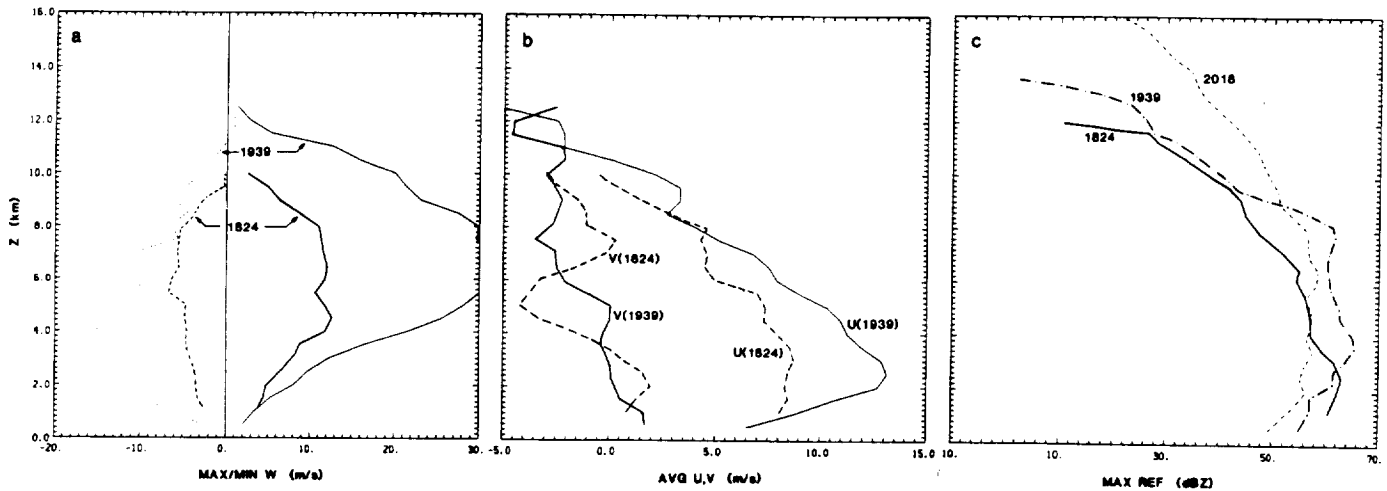 a
b
c
16.0
14.0
12.0
10.0
8.0
6.0
4.0
2.0
0.0
Z (km)
1939
1824
-20.
-10.
0.
10.
20.
30.
MAX/MIN W (m/s)
V(1824)
V(1939)
U(1939)
U(1824)
-5.0
0.0
5.0
10.0
15.0
AVG U,V (m/s)
2018
1939
1824
10.
30.
50.
70.
MAX REF (dBZ)